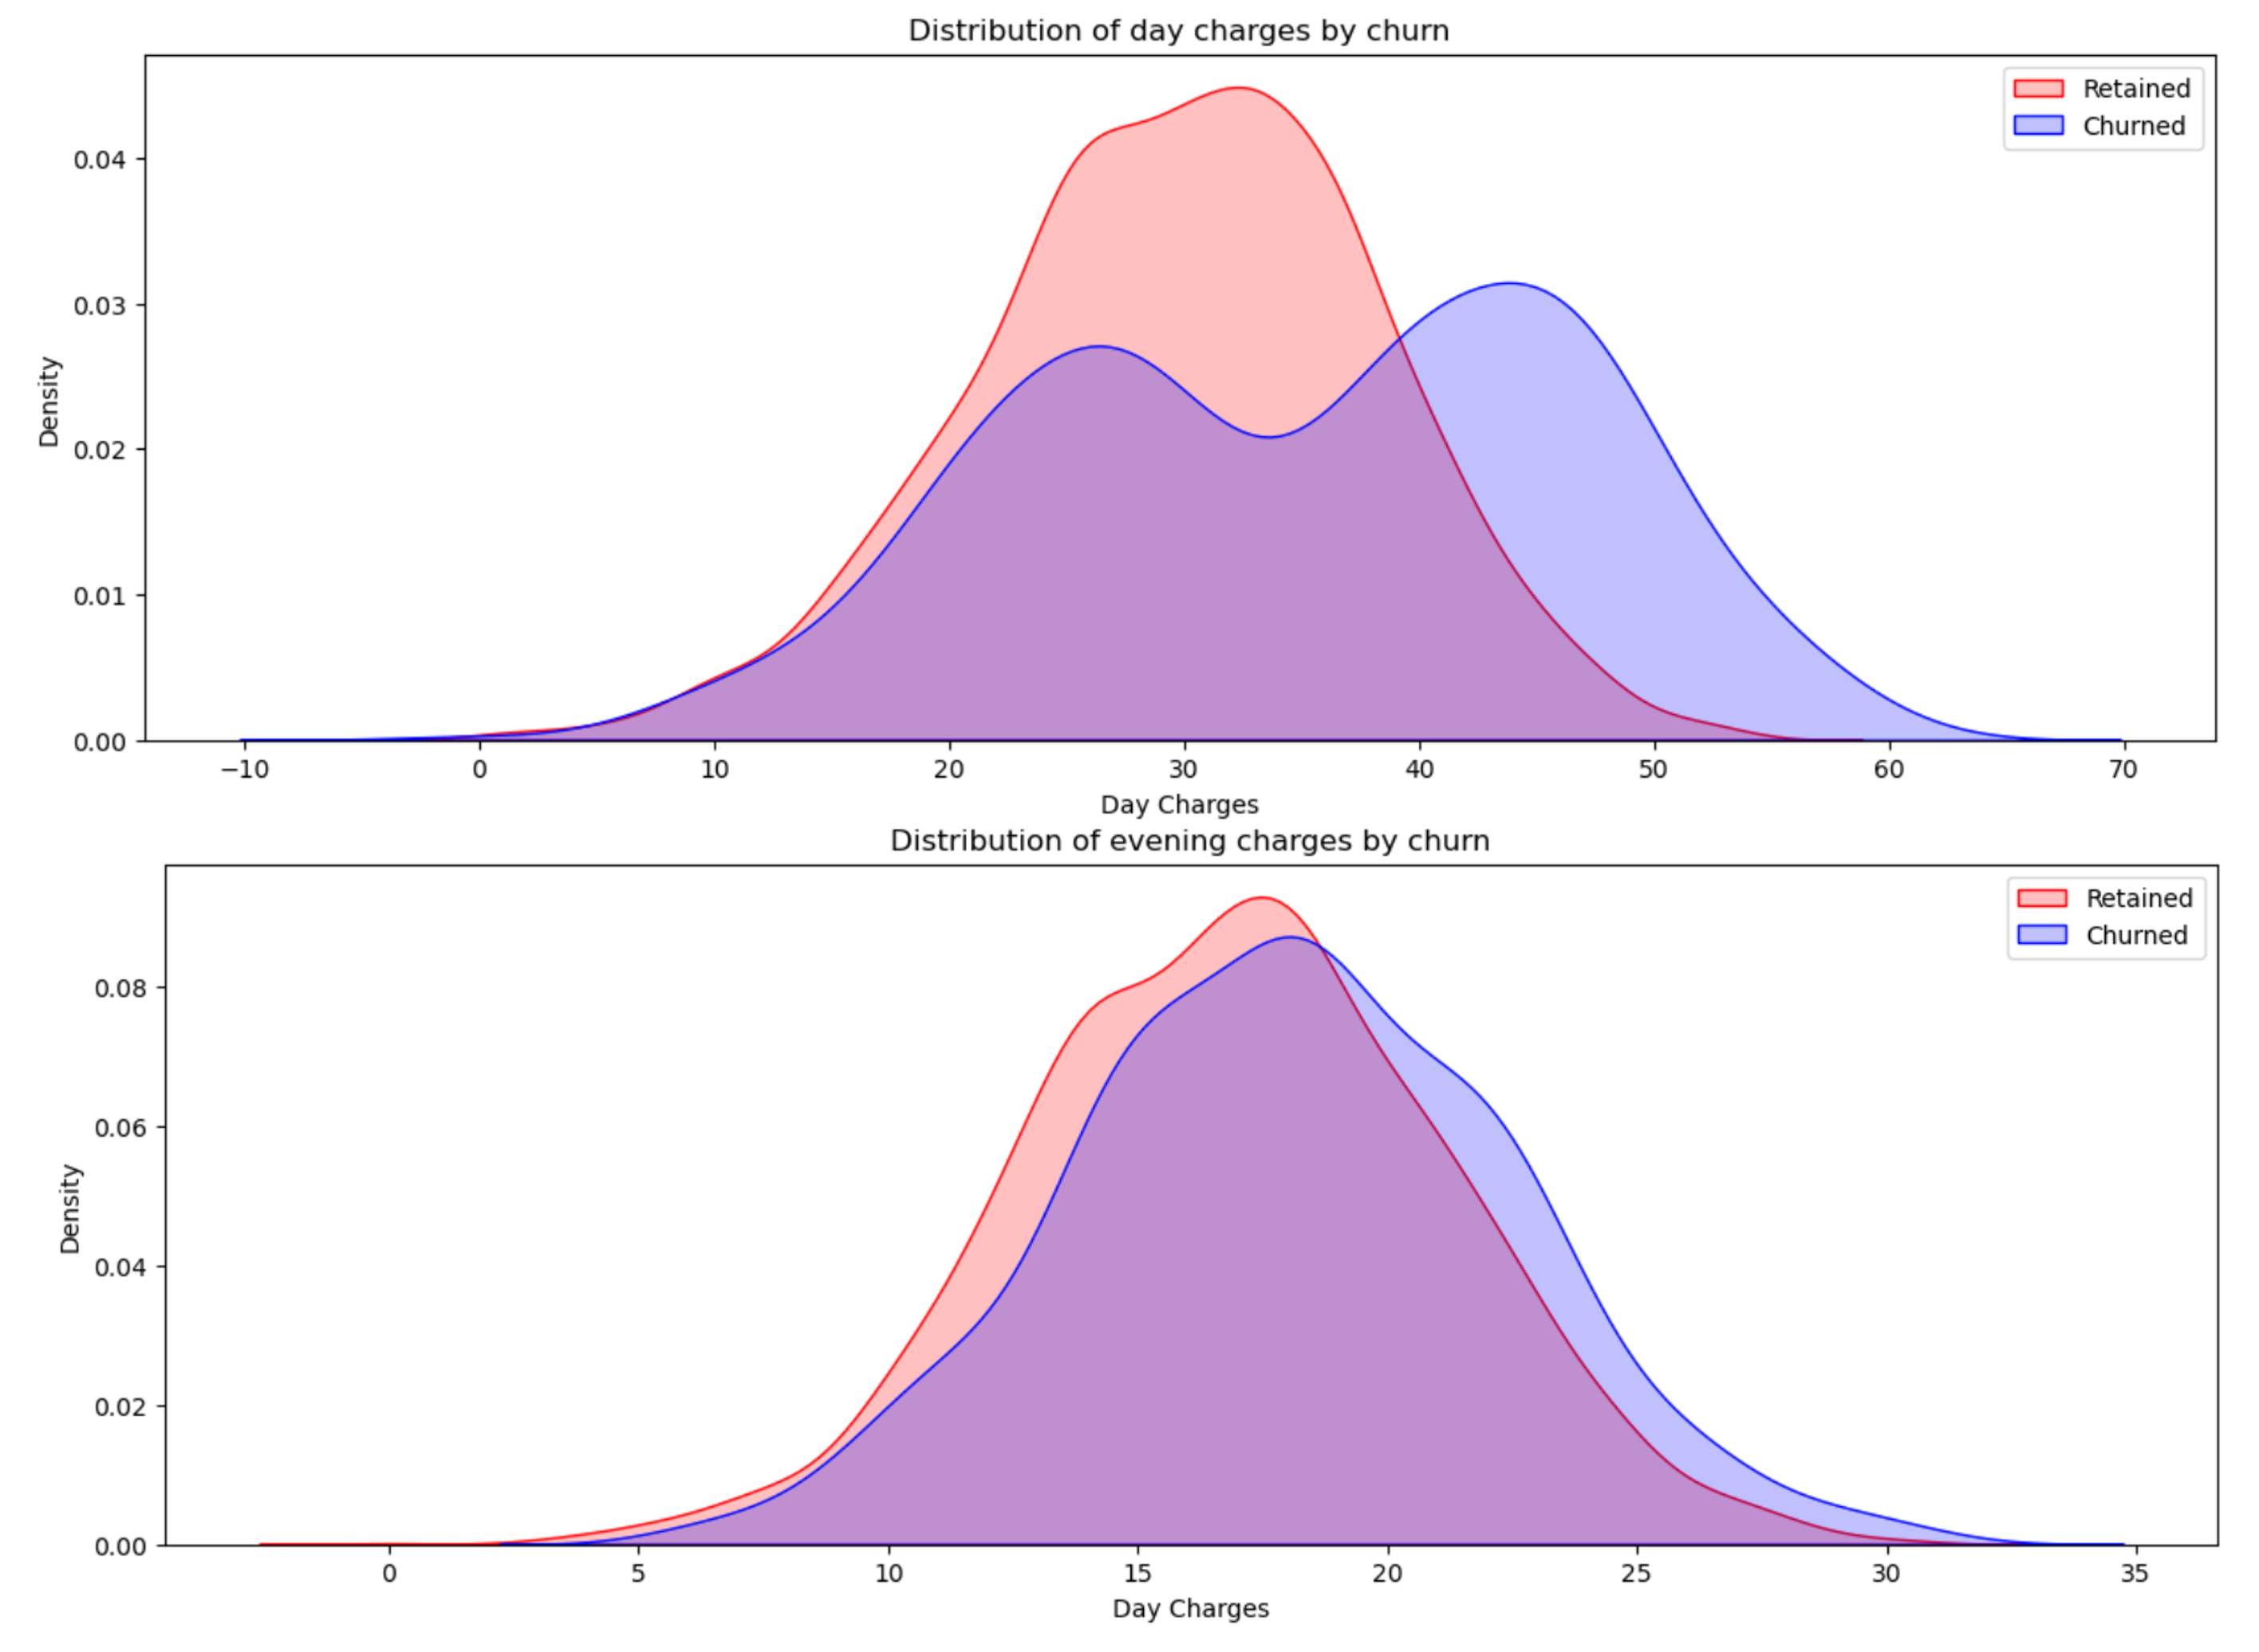 Distribution of day charges by churn
Retained
Churned
0.04
0.03
0.02
0.01
0.00
Density
−10 0 10 20 30 40 50 60 70
Day Charges
Distribution of evening charges by churn
Retained
Churned
0.08
0.06
0.04
0.02
0.00
Density
0 5 10 15 20 25 30 35
Day Charges